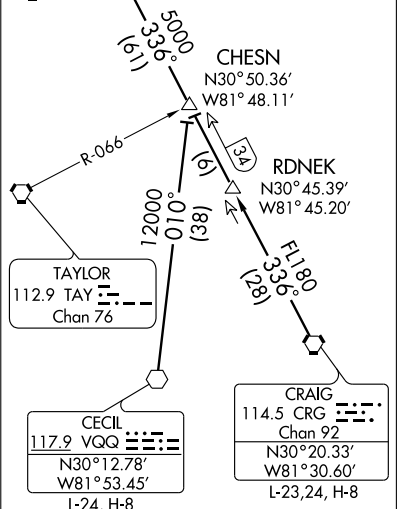 5000
336°
(61)
CHESN
N30°50.36'
W81°48.11'
R-066
34
(6)
RDNEK
N30°45.39'
W81°45.20'
12000
010°
(38)
FL180
336°
(28)
TAYLOR
112.9 TAY
Chan 76
CECIL
117.9 VQQ
N30°12.78'
W81°53.45'
L-24, H-8
CRAIG
114.5 CRG
Chan 92
N30°20.33'
W81°30.60'
L-23,24, H-8